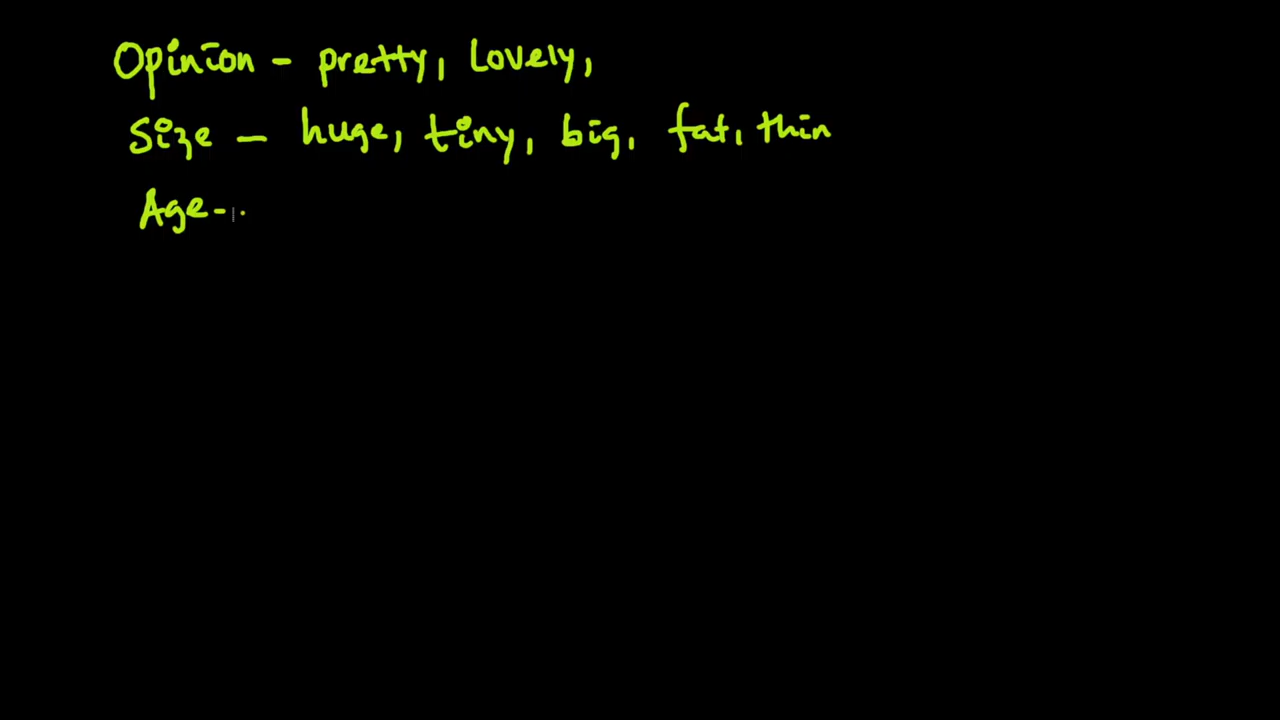 Opinion - pretty, Lovely,
Size - huge, tiny, big, fat, thin
Age -